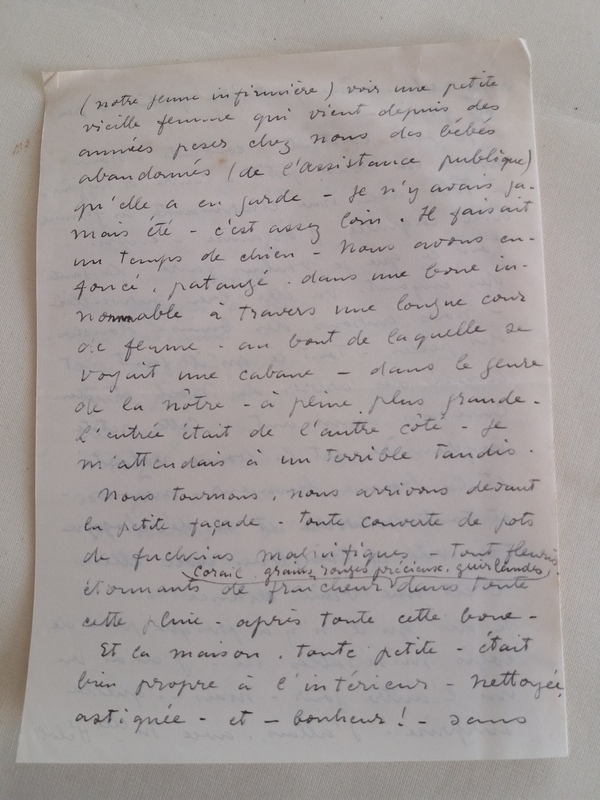 (notre jeune infirmière) voir une petite
vieille femme qui vient depuis des
années peser chez nous des bébés
abandonnés (de l'assistance publique)
qu'elle a en garde - Je n'y avais ja-
mais été - c'est assez loin. Il faisait
un temps de chien - Nous avons en-
foncé, patangé, dans une boue in-
nommable à travers une longue cour
de ferme - au bout de laquelle se
voyait une cabane - dans le genre
de la nôtre - à peine plus grande -
l'entrée était de l'autre côté - Je
m'attendais à un terrible taudis.
Nous tournons, nous arrivons devant
la petite façade - toute couverte de pots
de fuchsias magnifiques - tout fleuris
(corail, grains rouges précieux, guirlandes)
étonnants de fraîcheur dans toute
cette pluie - après toute cette boue -
Et la maison, toute petite - était
bien propre à l'intérieur - nettoyée,
astiquée - et - bonheur! - sans